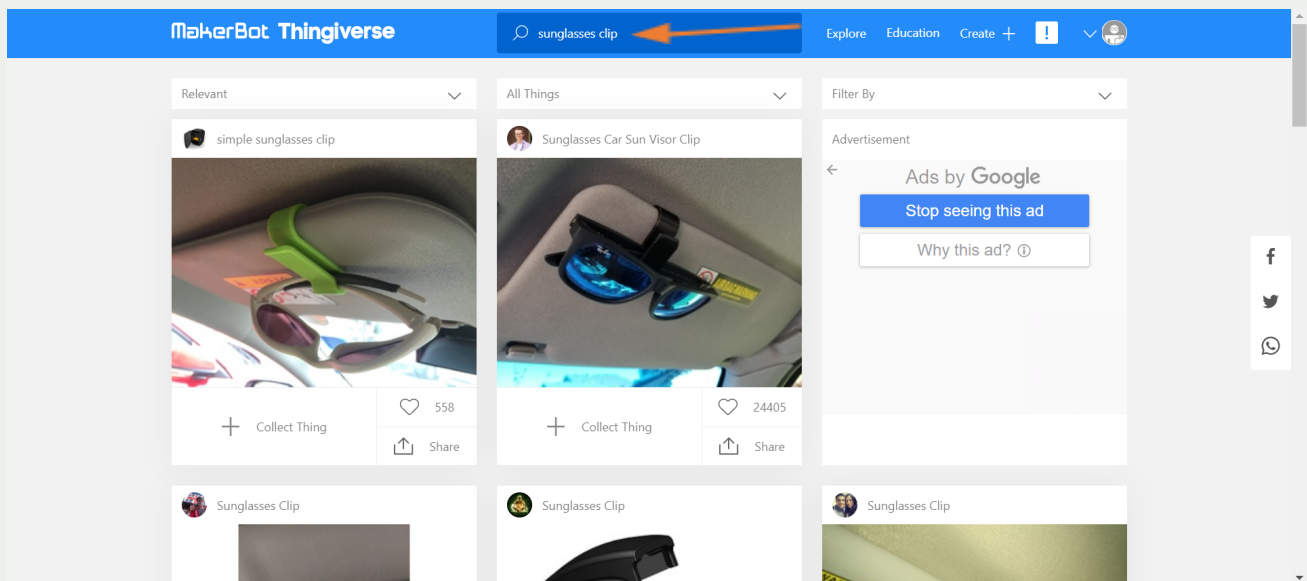 MakerBot Thingiverse
sunglasses clip
Explore
Education
Create +
!
Relevant
All Things
Filter By
simple sunglasses clip
Sunglasses Car Sun Visor Clip
Advertisement
Ads by Google
Stop seeing this ad
Why this ad?
558
Collect Thing
Share
24405
Collect Thing
Share
Sunglasses Clip
Sunglasses Clip
Sunglasses Clip